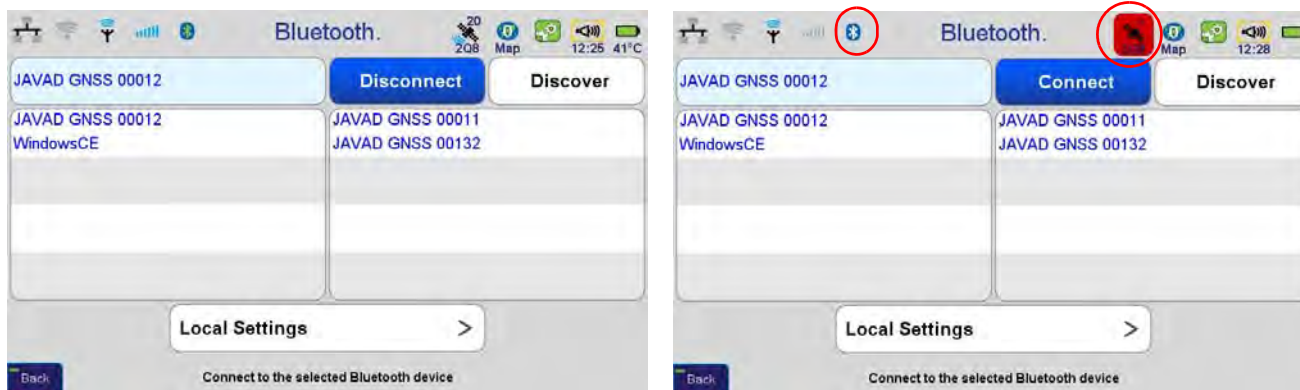 Bluetooth.
20
208
Map
12:25 41°C
JAVAD GNSS 00012
Disconnect
Discover
JAVAD GNSS 00012
WindowsCE
JAVAD GNSS 00011
JAVAD GNSS 00132
Local Settings >
Back
Connect to the selected Bluetooth device
Bluetooth.
Map
12:28
JAVAD GNSS 00012
Connect
Discover
JAVAD GNSS 00012
WindowsCE
JAVAD GNSS 00011
JAVAD GNSS 00132
Local Settings >
Back
Connect to the selected Bluetooth device